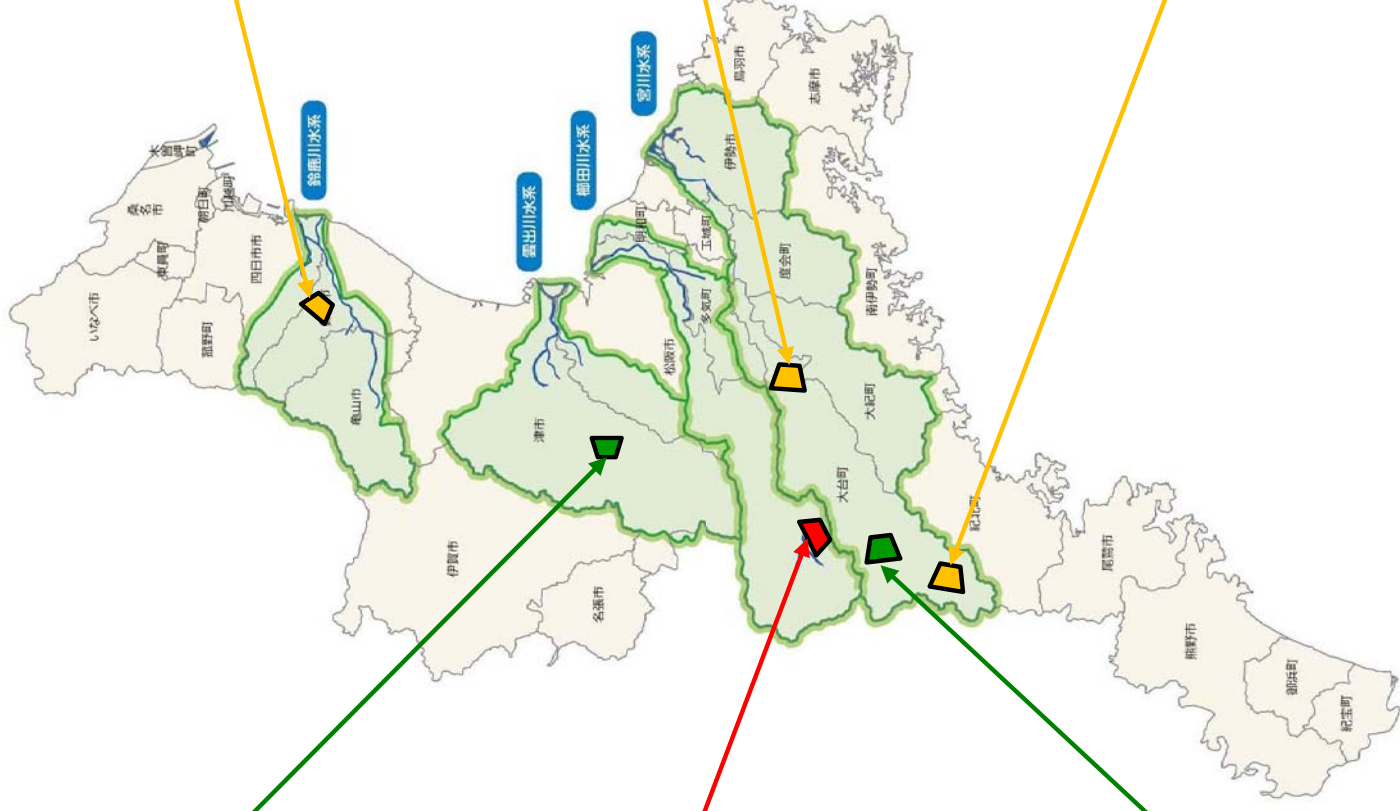 宮川水系
櫛田川水系
雲出川水系
鈴鹿川水系
木曽岬町
桑名市
朝日町
川越町
東員町
いなべ市
四日市市
菰野町
亀山市
津市
伊賀市
名張市
松阪市
多気町
明和町
玉城町
伊勢市
鳥羽市
志摩市
度会町
南伊勢町
大紀町
大台町
紀北町
尾鷲市
熊野市
御浜町
紀宝町